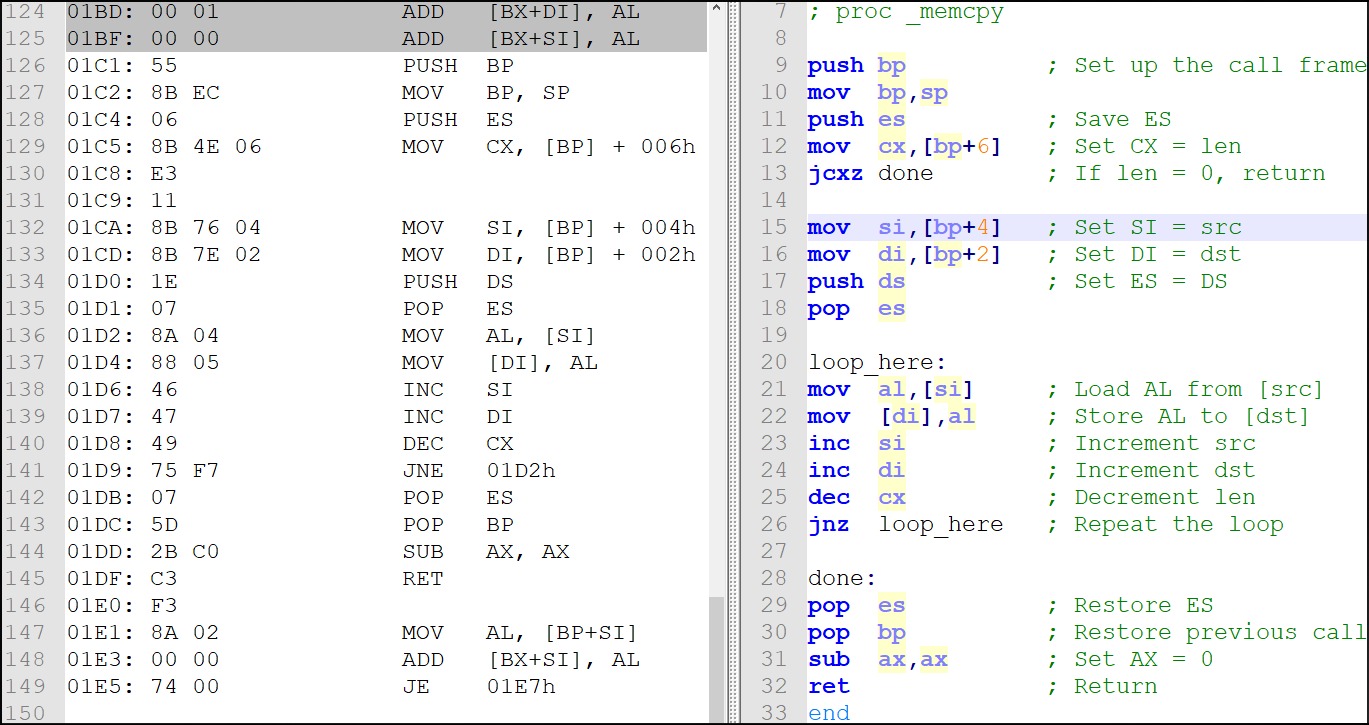 124 01BD: 00 01 ADD [BX+DI], AL
125 01BF: 00 00 ADD [BX+SI], AL
126 01C1: 55 PUSH BP
127 01C2: 8B EC MOV BP, SP
128 01C4: 06 PUSH ES
129 01C5: 8B 4E 06 MOV CX, [BP] + 006h
130 01C8: E3
131 01C9: 11
132 01CA: 8B 76 04 MOV SI, [BP] + 004h
133 01CD: 8B 7E 02 MOV DI, [BP] + 002h
134 01D0: 1E PUSH DS
135 01D1: 07 POP ES
136 01D2: 8A 04 MOV AL, [SI]
137 01D4: 88 05 MOV [DI], AL
138 01D6: 46 INC SI
139 01D7: 47 INC DI
140 01D8: 49 DEC CX
141 01D9: 75 F7 JNE 01D2h
142 01DB: 07 POP ES
143 01DC: 5D POP BP
144 01DD: 2B C0 SUB AX, AX
145 01DF: C3 RET
146 01E0: F3
147 01E1: 8A 02 MOV AL, [BP+SI]
148 01E3: 00 00 ADD [BX+SI], AL
149 01E5: 74 00 JE 01E7h
150
7 ; proc _memcpy
8
9 push bp ; Set up the call frame
10 mov bp,sp
11 push es ; Save ES
12 mov cx,[bp+6] ; Set CX = len
13 jcxz done ; If len = 0, return
14
15 mov si,[bp+4] ; Set SI = src
16 mov di,[bp+2] ; Set DI = dst
17 push ds ; Set ES = DS
18 pop es
19
20 loop_here:
21 mov al,[si] ; Load AL from [src]
22 mov [di],al ; Store AL to [dst]
23 inc si ; Increment src
24 inc di ; Increment dst
25 dec cx ; Decrement len
26 jnz loop_here ; Repeat the loop
27
28 done:
29 pop es ; Restore ES
30 pop bp ; Restore previous call
31 sub ax,ax ; Set AX = 0
32 ret ; Return
33 end